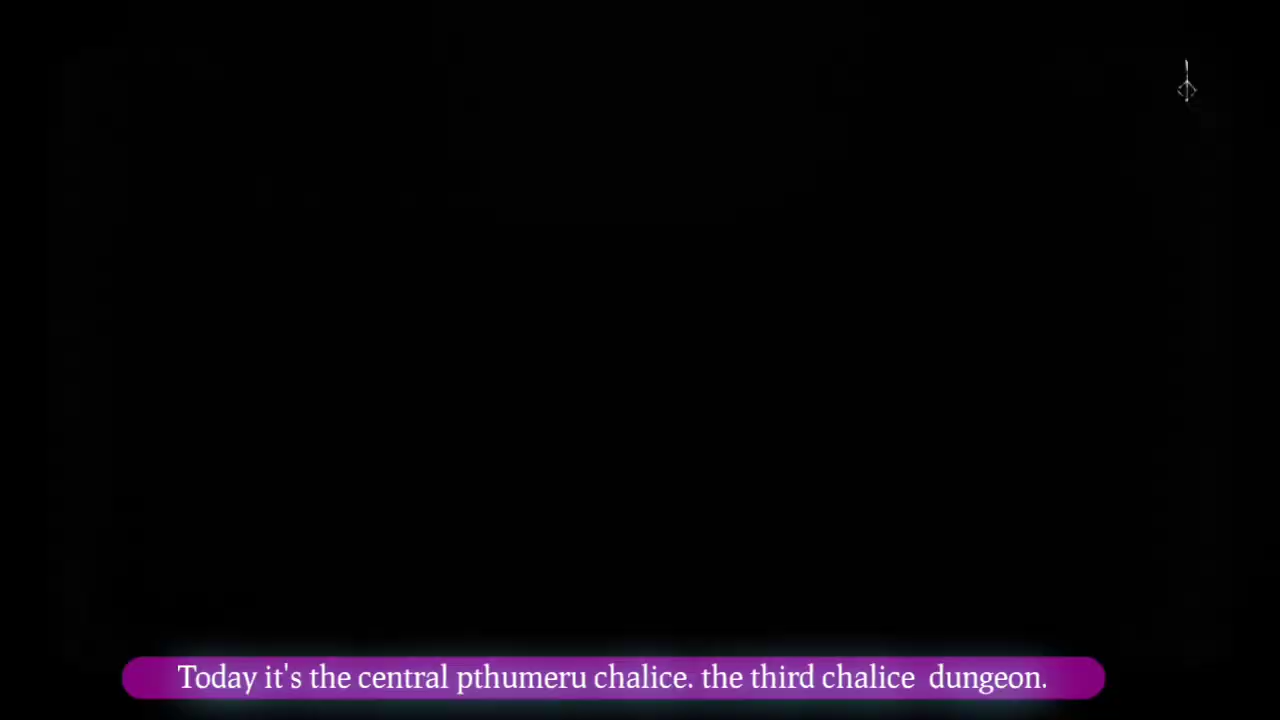 Today it's the central pthumeru chalice. the third chalice  dungeon.